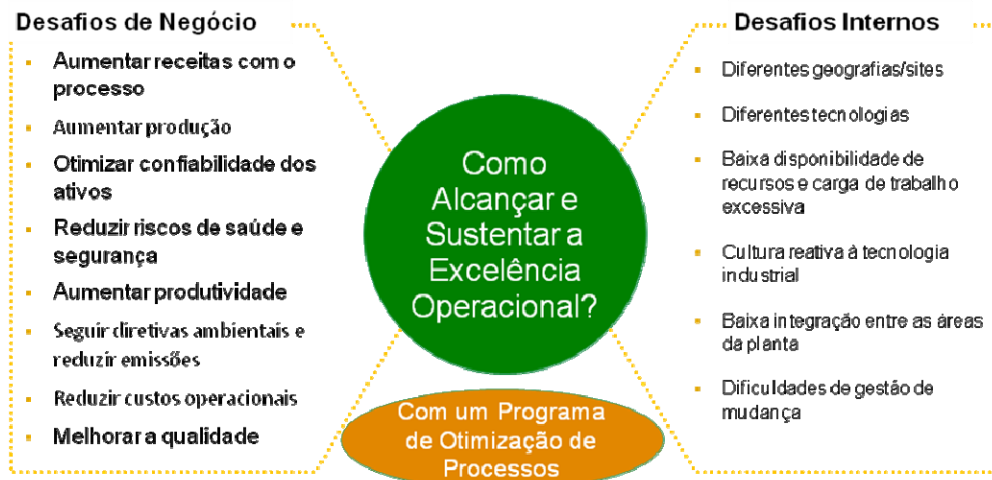 Desafios de Negócio
Aumentar receitas com o
processo
Aumentar produção
Otimizar confiabilidade dos
ativos
Reduzir riscos de saúde e
segurança
Aumentar produtividade
Seguir diretivas ambientais e
reduzir emissões
Reduzir custos operacionais
Melhorar a qualidade
Como
Alcançar e
Sustentar a
Excelência
Operacional?
Com um Programa
de Otimização de
Processos
Desafios Internos
Diferentes geografias/sites
Diferentes tecnologias
Baixa disponibilidade de
recursos e carga de trabalho
excessiva
Cultura reativa à tecnologia
industrial
Baixa integração entre as áreas
da planta
Dificuldades de gestão de
mudança